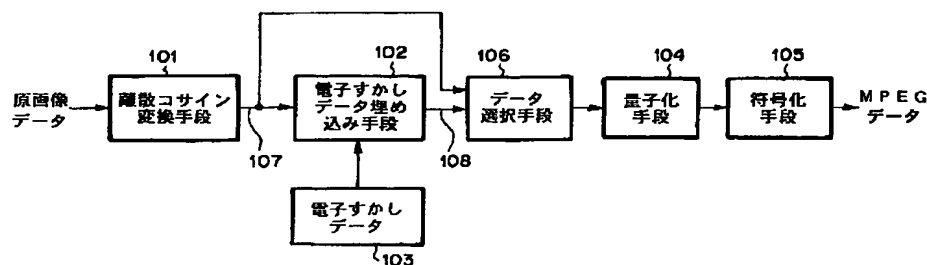 101
102
106
104
105
原画像
データ
離散コサイン
変換手段
電子すかし
データ埋め
込み手段
データ
選択手段
量子化
手段
符号化
手段
MPEG
データ
107
108
電子すかし
データ
103